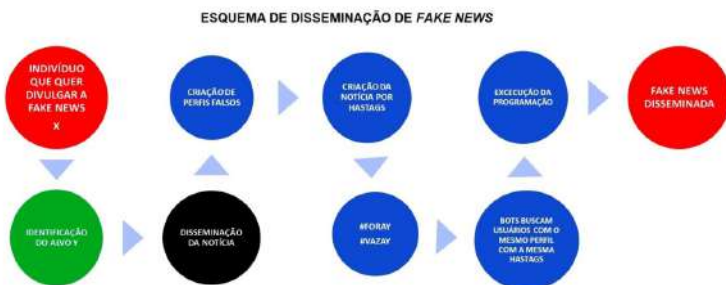 ESQUEMA DE DISSEMINAÇÃO DE FAKE NEWS
INDIVÍDUO
QUE QUER
DIVULGAR A
FAKE NEWS
X
IDENTIFICAÇÃO
DO ALVO Y
DISSEMINAÇÃO
DA NOTÍCIA
CRIAÇÃO DE
PERFIS FALSOS
CRIAÇÃO DA
NOTÍCIA POR
HASTAGS
#FORAY
#VAZAY
BOTS BUSCAM
USUÁRIOS COM O
MESMO PERFIL
COM A MESMA
HASTAGS
EXCECUÇÃO DA
PROGRAMAÇÃO
FAKE NEWS
DISSEMINADA